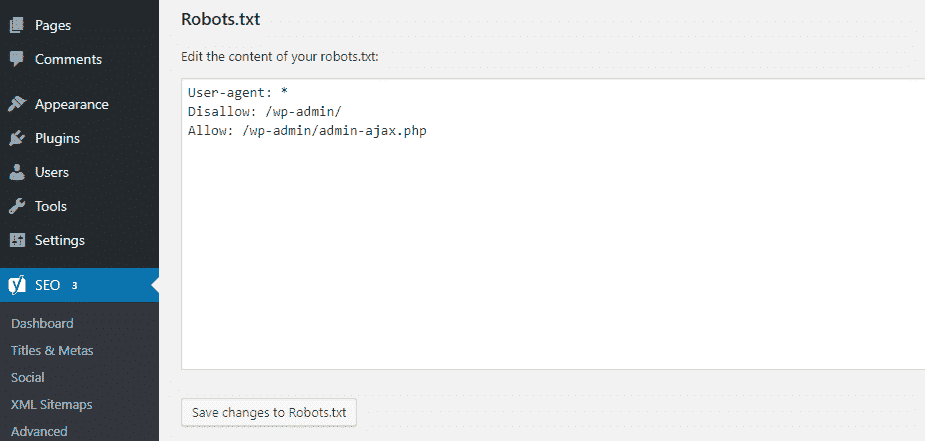 Pages
Comments
Appearance
Plugins
Users
Tools
Settings
SEO 3
Dashboard
Titles & Metas
Social
XML Sitemaps
Advanced
Robots.txt
Edit the content of your robots.txt:
User-agent: *
Disallow: /wp-admin/
Allow: /wp-admin/admin-ajax.php
Save changes to Robots.txt